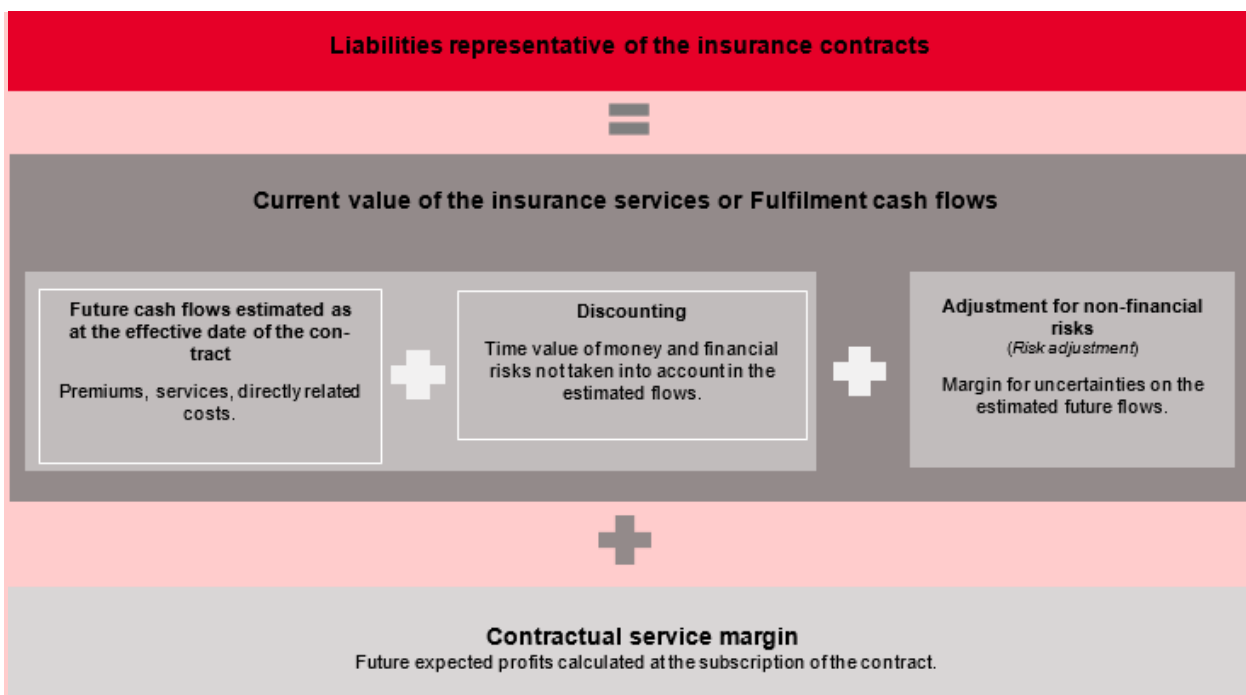 Liabilities representative of the insurance contracts
Current value of the insurance services or Fulfilment cash flows
Future cash flows estimated as
at the effective date of the con-
tract
Premiums, services, directly related
costs.
Discounting
Time value of money and financial
risks not taken into account in the
estimated flows.
Adjustment for non-financial
risks
(Risk adjustment)
Margin for uncertainties on the
estimated future flows.
Contractual service margin
Future expected profits calculated at the subscription of the contract.